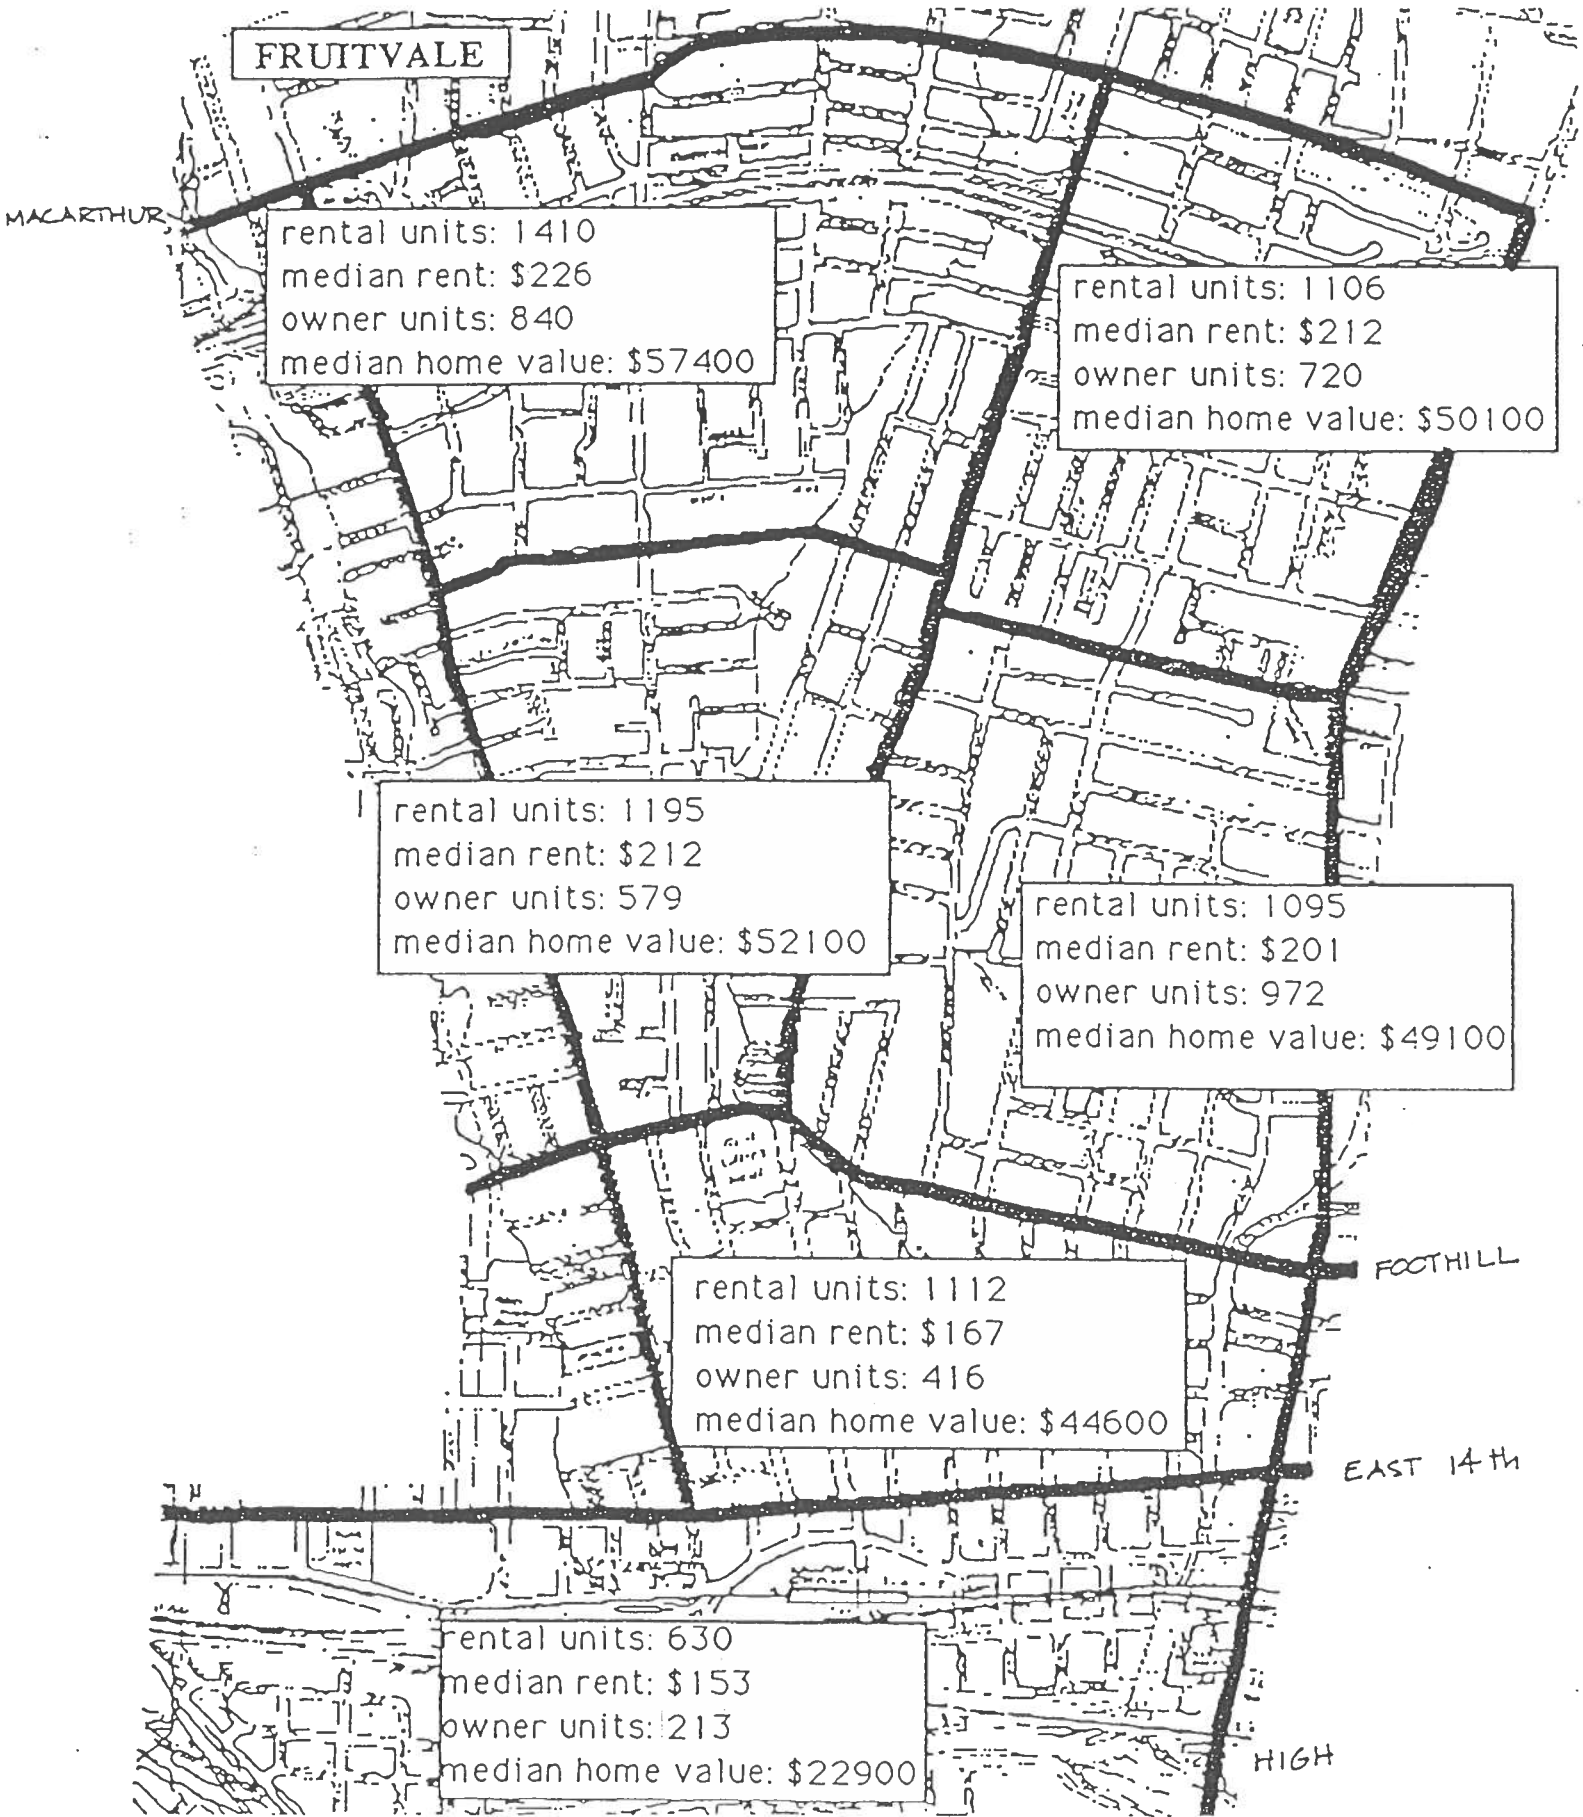 FRUITVALE
MACARTHUR
rental units: 1410
median rent: $226
owner units: 840
median home value: $57400
rental units: 1106
median rent: $212
owner units: 720
median home value: $50100
rental units: 1195
median rent: $212
owner units: 579
median home value: $52100
rental units: 1095
median rent: $201
owner units: 972
median home value: $49100
FOOTHILL
rental units: 1112
median rent: $167
owner units: 416
median home value: $44600
EAST 14th
rental units: 630
median rent: $153
owner units: 213
median home value: $22900
HIGH